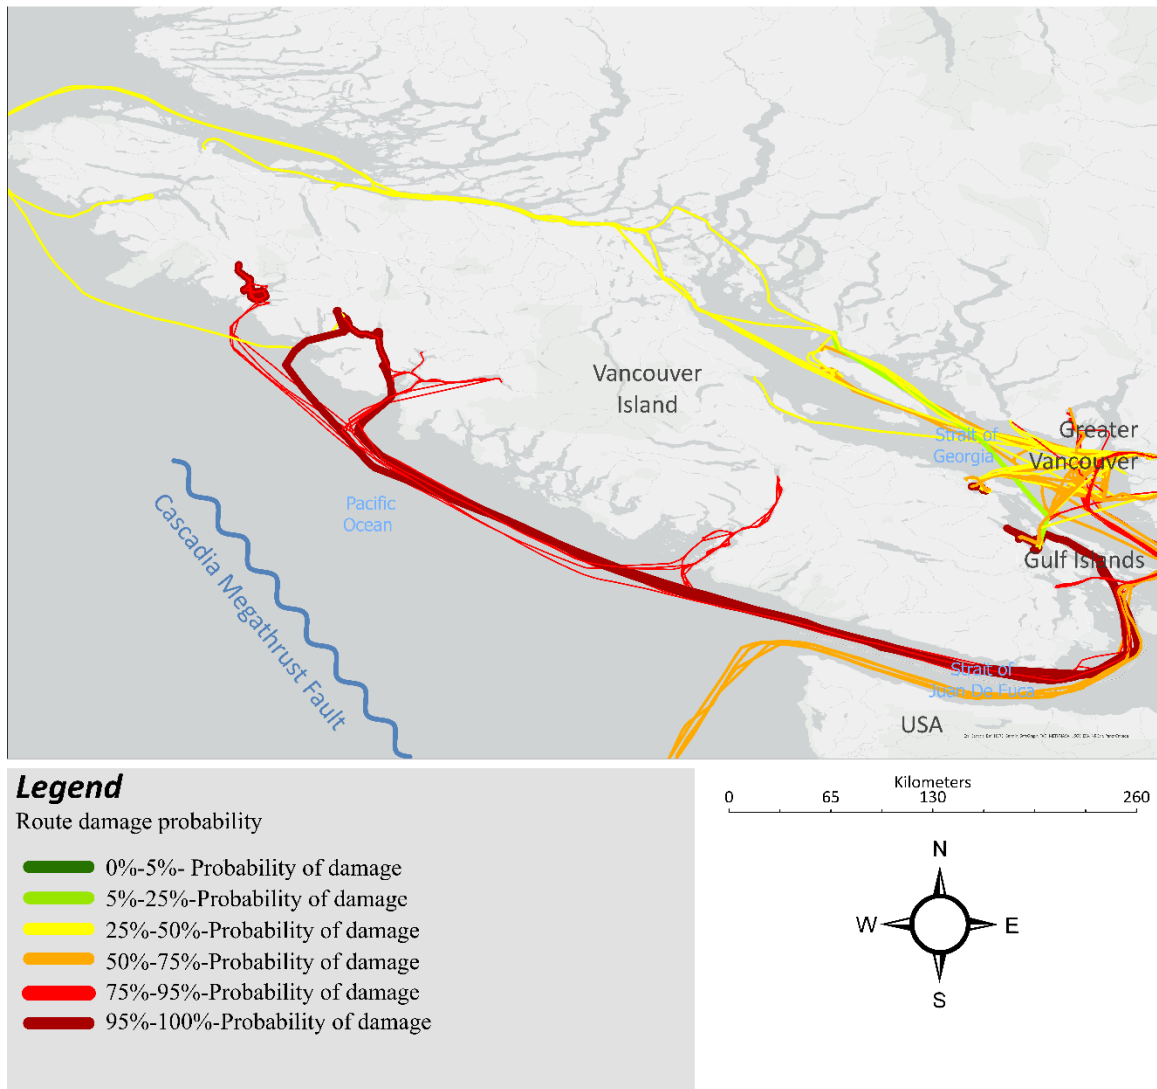 Vancouver
Island
Strait of
Georgia
Greater
Vancouver
Pacific
Ocean
Cascadia Megathrust Fault
Gulf Islands
Strait of
Juan De Fuca
USA
Legend
Route damage probability
0%-5%- Probability of damage
5%-25%-Probability of damage
25%-50%-Probability of damage
50%-75%-Probability of damage
75%-95%-Probability of damage
95%-100%-Probability of damage
Kilometers
0 65 130 260
N
W E
S